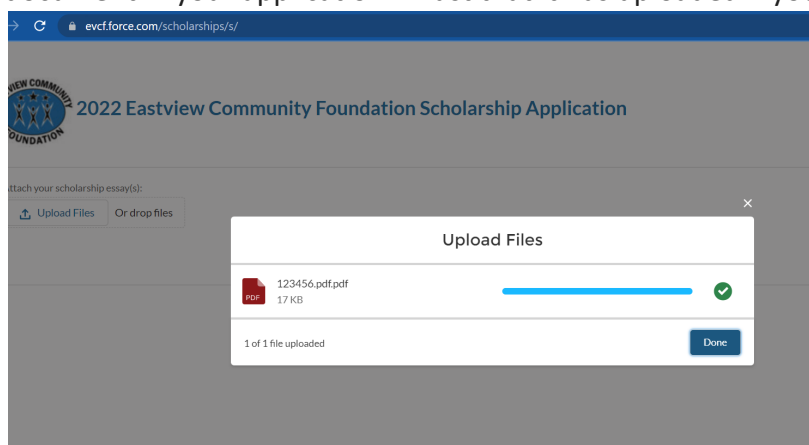 evcf.force.com/scholarships/s/
2022 Eastview Community Foundation Scholarship Application
Attach your scholarship essay(s):
Upload Files Or drop files
Upload Files
123456.pdf.pdf
PDF
17 KB
1 of 1 file uploaded
Done